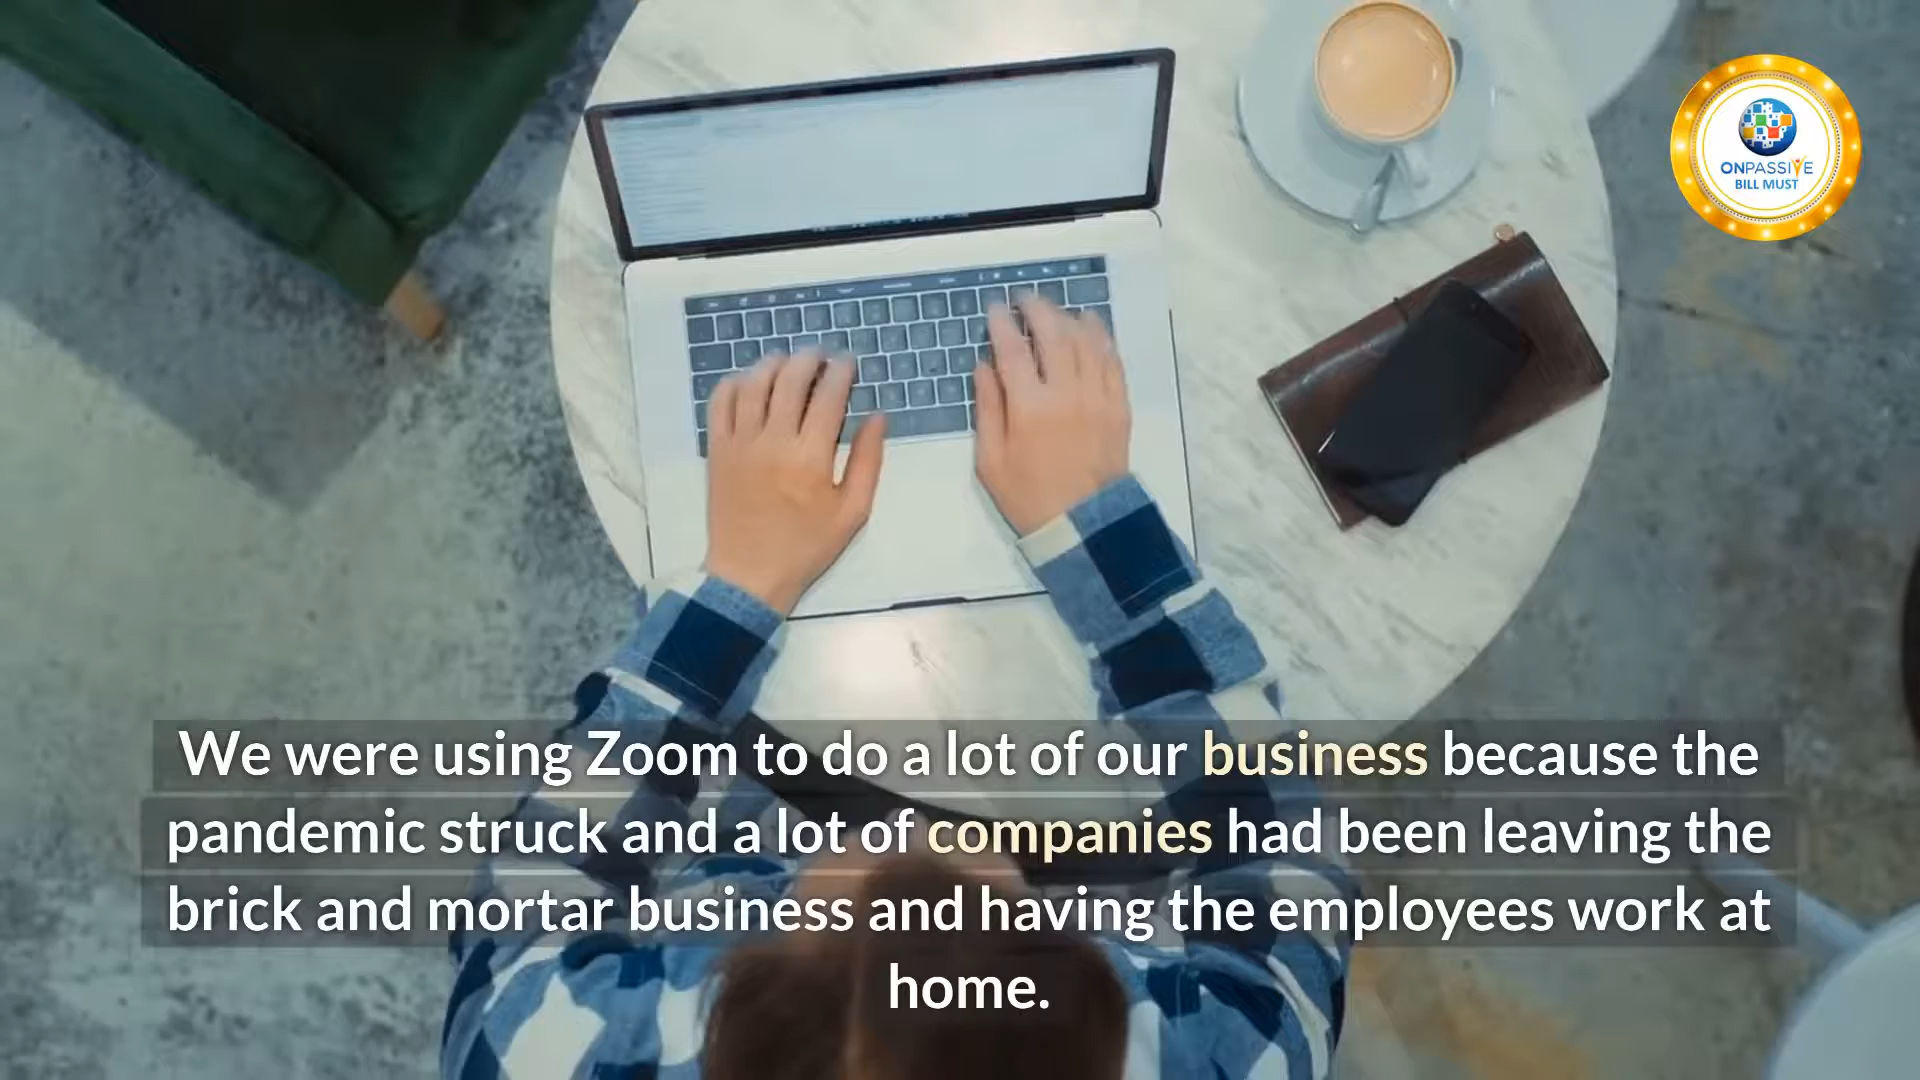 ONPASSIVE
BILL MUST
We were using Zoom to do a lot of our business because the
pandemic struck and a lot of companies had been leaving the
brick and mortar business and having the employees work at
home.